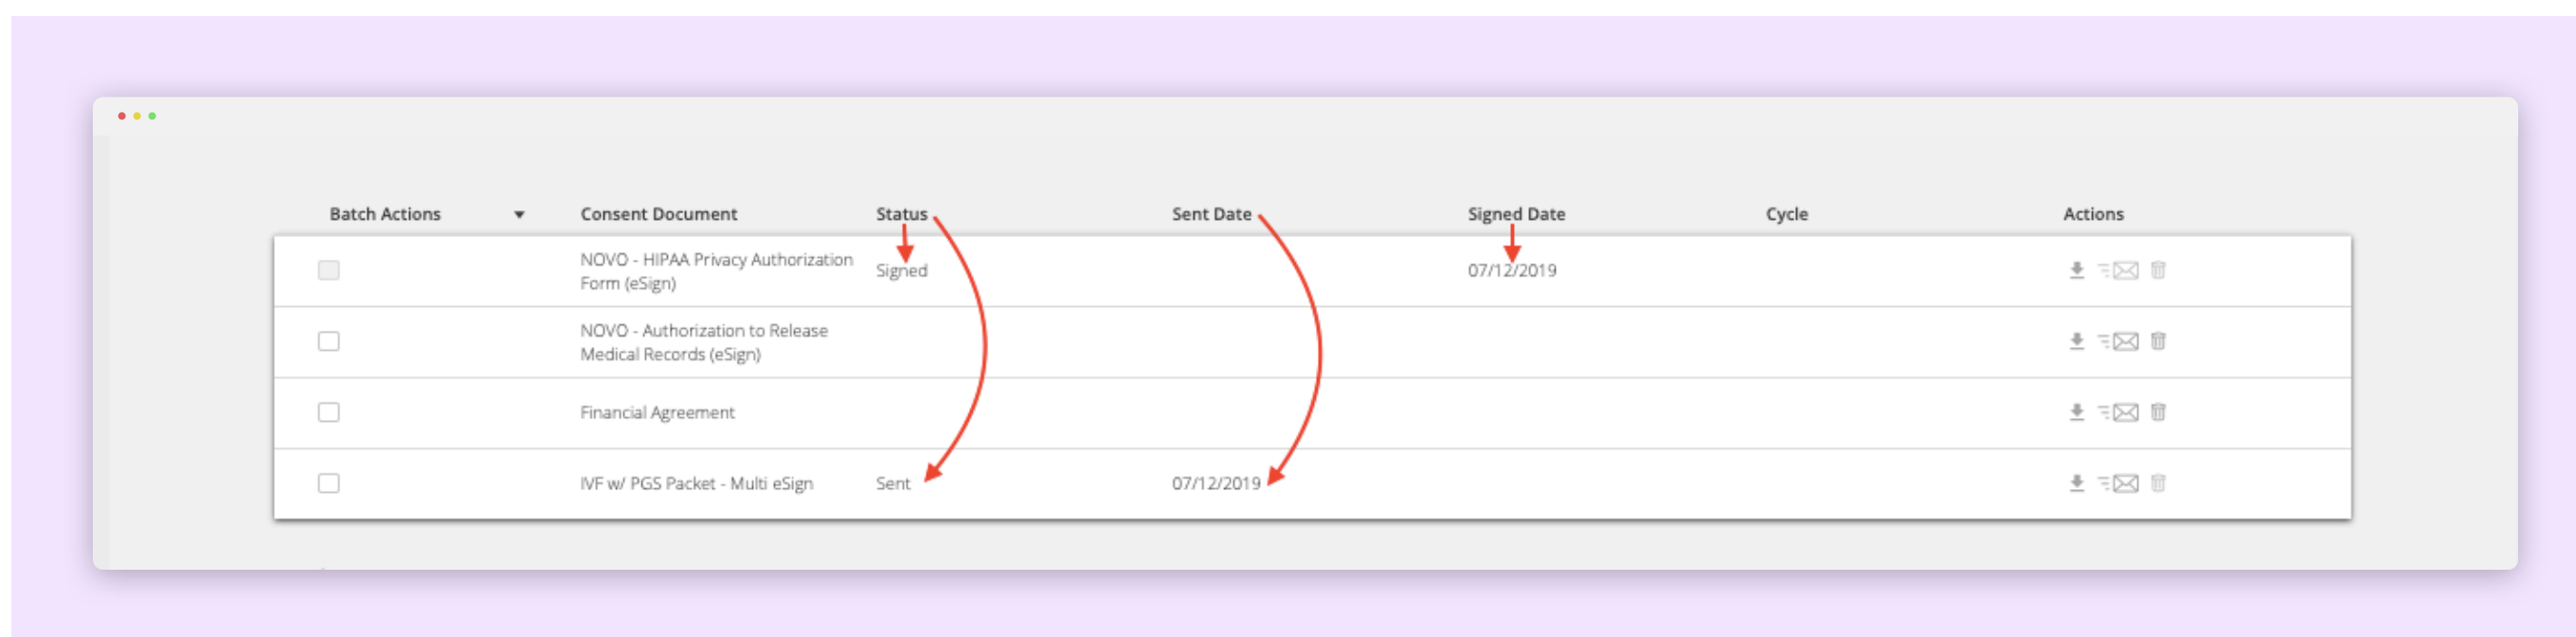 Batch Actions Consent Document Status Sent Date Signed Date Cycle Actions
NOVO - HIPAA Privacy Authorization
Form (eSign)
Signed 07/12/2019
NOVO - Authorization to Release
Medical Records (eSign)
Financial Agreement
IVF w/ PGS Packet - Multi eSign Sent 07/12/2019